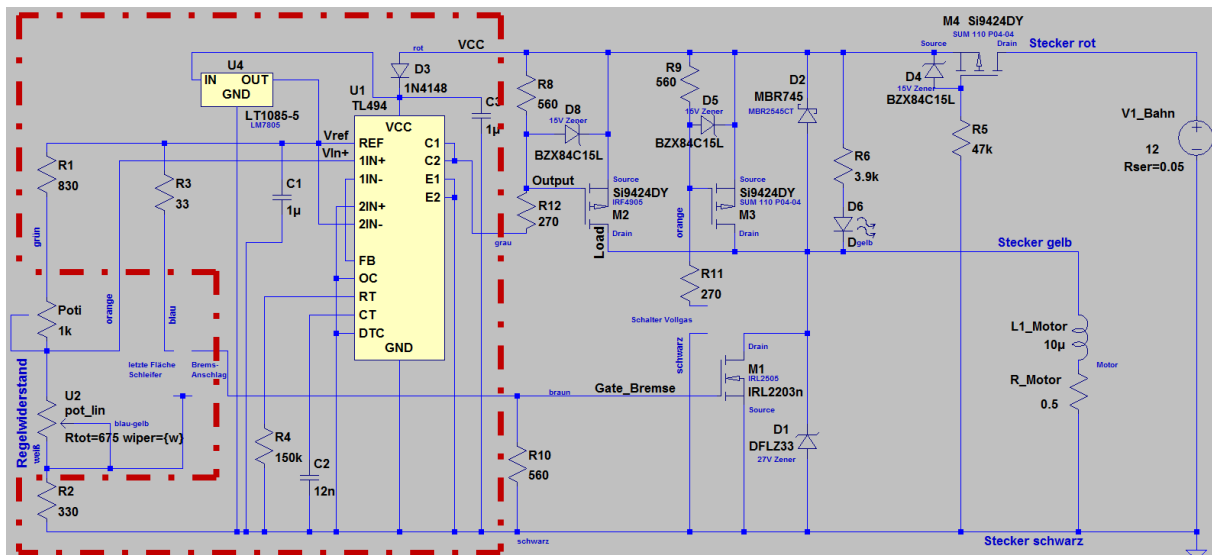 M4 Si9424DY
SUM 110 P04-04
Source
Drain
Stecker rot
rot
VCC
U4
IN OUT
GND
LT1085-5
LM7805
D3
1N4148
U1
TL494
C3
1µ
R8
560
D8
15V Zener
BZX84C15L
R9
560
D5
15V Zener
BZX84C15L
D2
MBR745
MBR2545CT
D4
15V Zener
BZX84C15L
V1_Bahn
12
Rser=0.05
R5
47k
R6
3.9k
D6
D
gelb
Vref
VIn+
VCC
REF
1IN+
1IN-
2IN+
2IN-
FB
OC
RT
CT
DTC
GND
C1
C2
E1
E2
R1
830
R3
33
C1
1µ
Output
R12
270
grau
Source
Si9424DY
IRF4905
M2
Drain
Load
Source
Si9424DY
SUM 110 P04-04
M3
Drain
orange
Stecker gelb
grün
R11
270
Schalter Vollgas
schwarz
Poti
1k
orange
blau
letzte Fläche
Schleifer
Brems-
Anschlag
L1_Motor
10µ
Motor
R_Motor
0.5
Drain
M1
IRL2505
IRL2203n
Source
Gate_Bremse
braun
Regelwiderstand
U2
pot_lin
blau-gelb
Rtot=675 wiper={w}
weiß
R4
150k
C2
12n
R10
560
D1
DFLZ33
27V Zener
R2
330
schwarz
Stecker schwarz